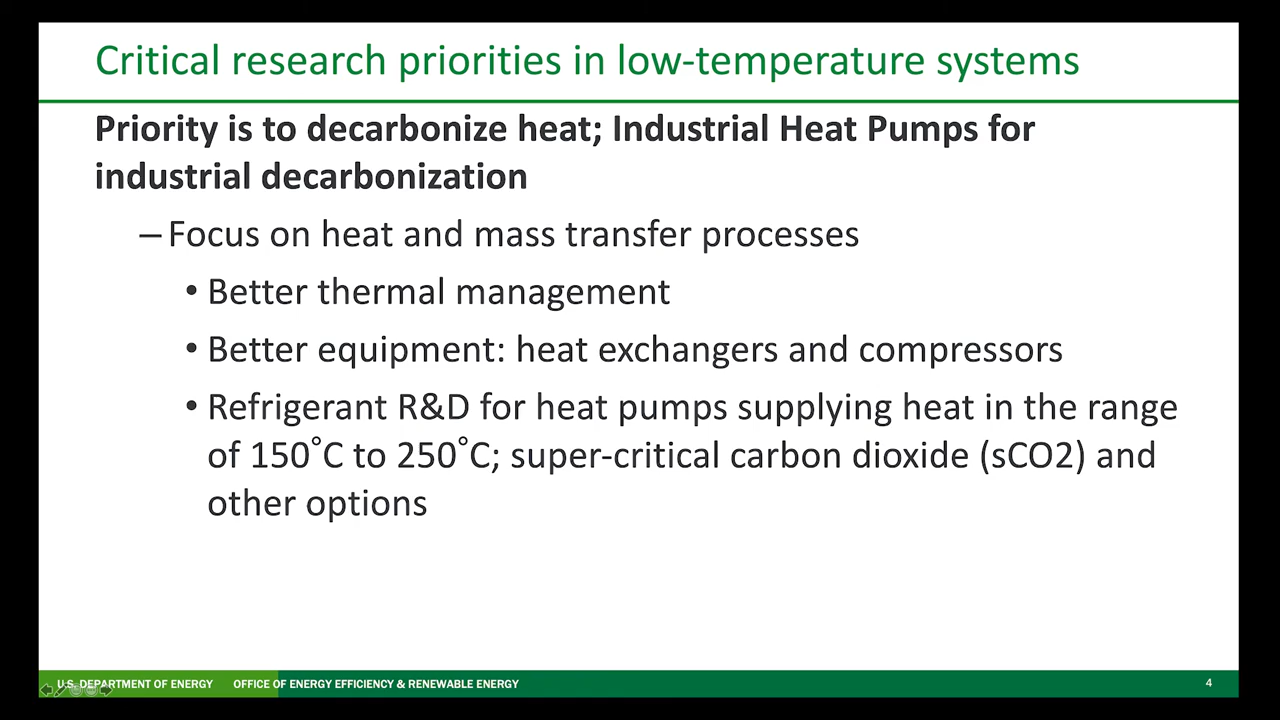 Critical research priorities in low-temperature systems
Priority is to decarbonize heat; Industrial Heat Pumps for
industrial decarbonization
– Focus on heat and mass transfer processes
• Better thermal management
• Better equipment: heat exchangers and compressors
• Refrigerant R&D for heat pumps supplying heat in the range
of 150˚C to 250˚C; super-critical carbon dioxide (sCO2) and
other options
U.S. DEPARTMENT OF ENERGY OFFICE OF ENERGY EFFICIENCY & RENEWABLE ENERGY 4